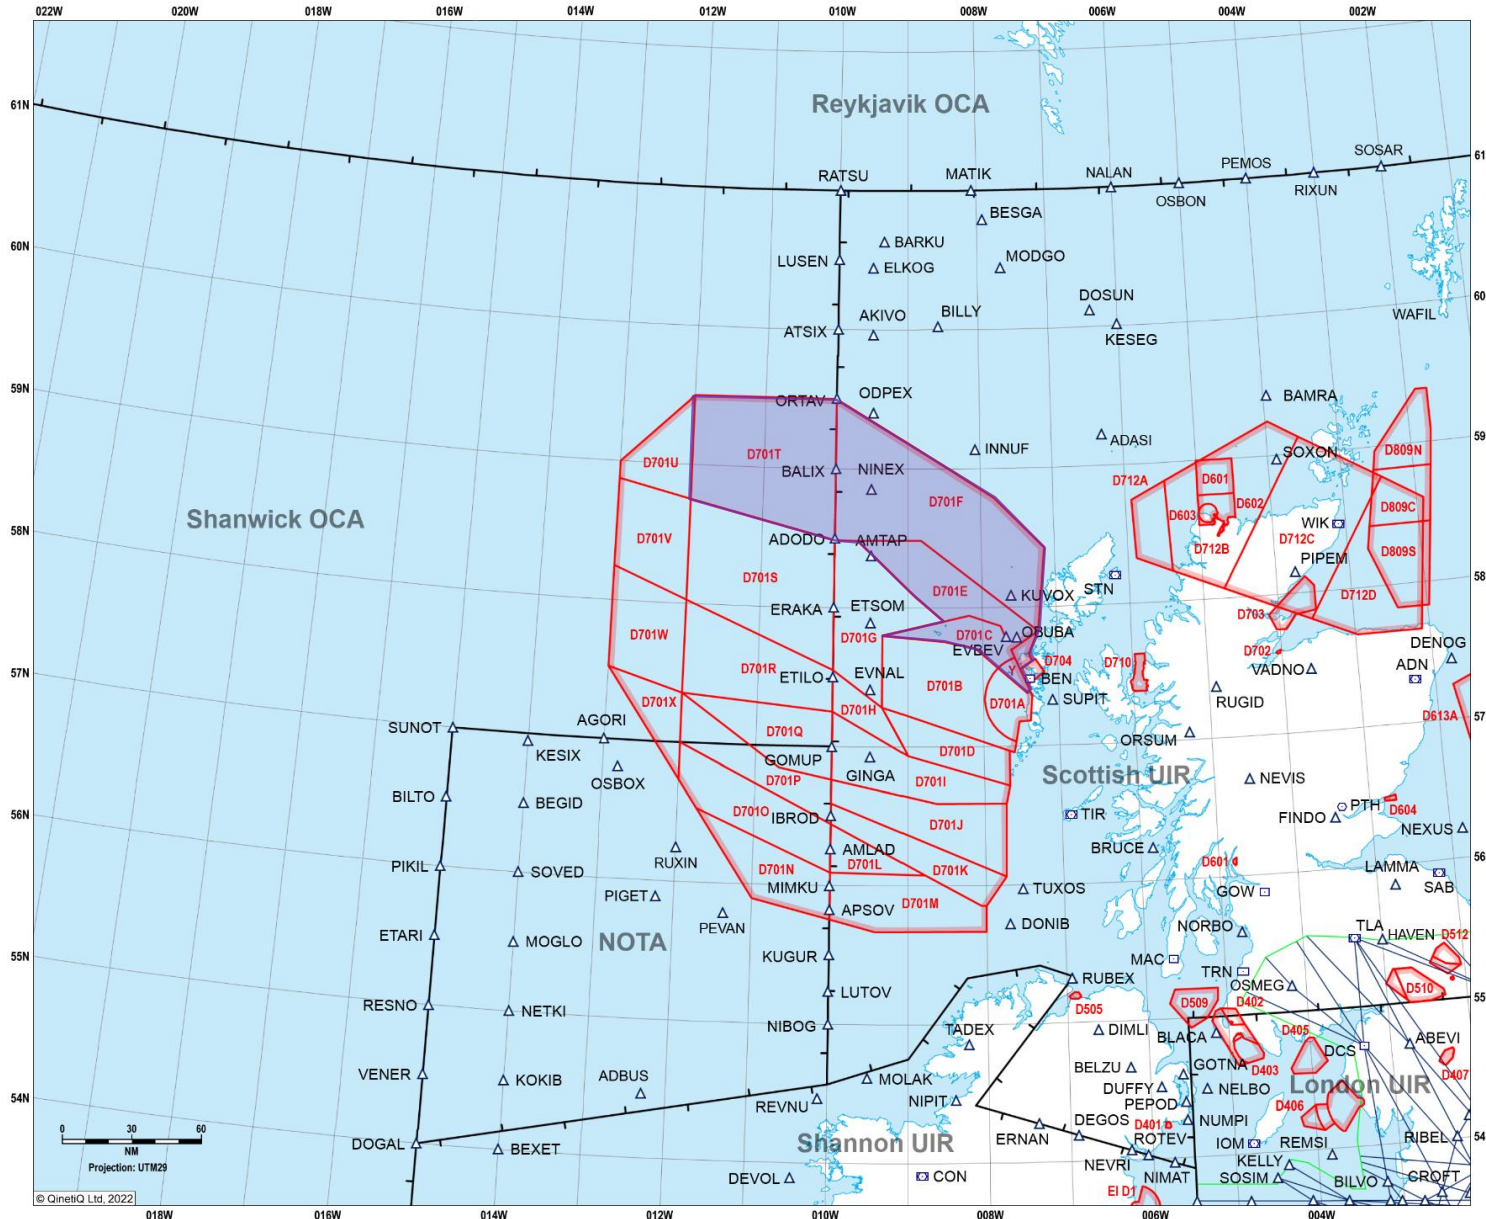 022W 020W 018W 016W 014W 012W 010W 008W 006W 004W 002W
61N
Reykjavik OCA
RATSU MATIK NALAN OSBON PEMOS RIXUN SOSAR 61
BESGA
BARKU
LUSEN ELKOG MODGO
60N
DOSUN 60
AKIVO BILLY
ATSIX KESEG WAFIL
59N
ORTAV ODPEX BAMRA
D701U D701T INNUF ADASI SOXON D809N 59
BALIX NINEX D701F D712A D601 D602
Shanwick OCA
D603 D712B D712C WIK D809C
58N
D701V ADODO AMTAP PIPEM D809S
D701S D701E KUVOX STN D712D 58
ERAKA ETSOM D703
D701W D701G D701C OBUBA
EVBEV D704 D702 DENOG
57N
D701R ETILO EVNAL Y BEN D710 VADNO ADN
D701B D701A SUPIT RUGID D613A
D701X D701H
SUNOT AGORI D701Q ORSUM 57
KESIX GOMUP D701D
OSBOX GINGA D701I
Scottish UIR
NEVIS
D701P
BILTO BEGID D701O IBROD D701J TIR PTH D604
56N
FINDO NEXUS
RUXIN AMLAD BRUCE 56
PIKIL SOVED D701N D701L D701K D601 LAMMA
PIGET MIMKU TUXOS GOW SAB
PEVAN APSOV D701M DONIB
NOTA
NORBO TLA HAVEN D512
ETARI MOGLO
55N
KUGUR MAC TRN
RUBEX OSMEG D510
RESNO NETKI LUTOV D505 D509 D402 55
NIBOG TADEX DIMLI BLACA D405 ABEVI
DCS
BELZU GOTNA D403 D407
54N
VENER KOKIB ADBUS MOLAK DUFFY NELBO
London UIR
REVNU NIPIT PEPOD D406
DEGOS NUMPI
0 30 60
NM
Projection: UTM29
DOGAL BEXET
Shannon UIR
ERNAN D401 ROTEV IOM REMSI RIBEL 54
NEVRI KELLY
DEVOL CON NIMAT SOSIM BILVO CROFT
EI D1
© QinetiQ Ltd, 2022
018W 016W 014W 012W 010W 008W 006W 004W